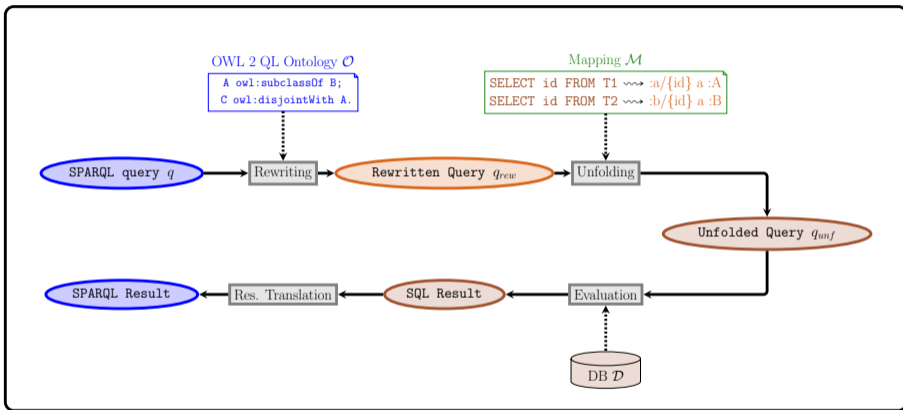 OWL 2 QL Ontology 𝒪
A owl:subclassOf B;
C owl:disjointWith A.
Mapping ℳ
SELECT id FROM T1 ⇝ :a/{id} a :A
SELECT id FROM T2 ⇝ :b/{id} a :B
SPARQL query q
Rewriting
Rewritten Query q_rew
Unfolding
Unfolded Query q_unf
SPARQL Result
Res. Translation
SQL Result
Evaluation
DB 𝒟